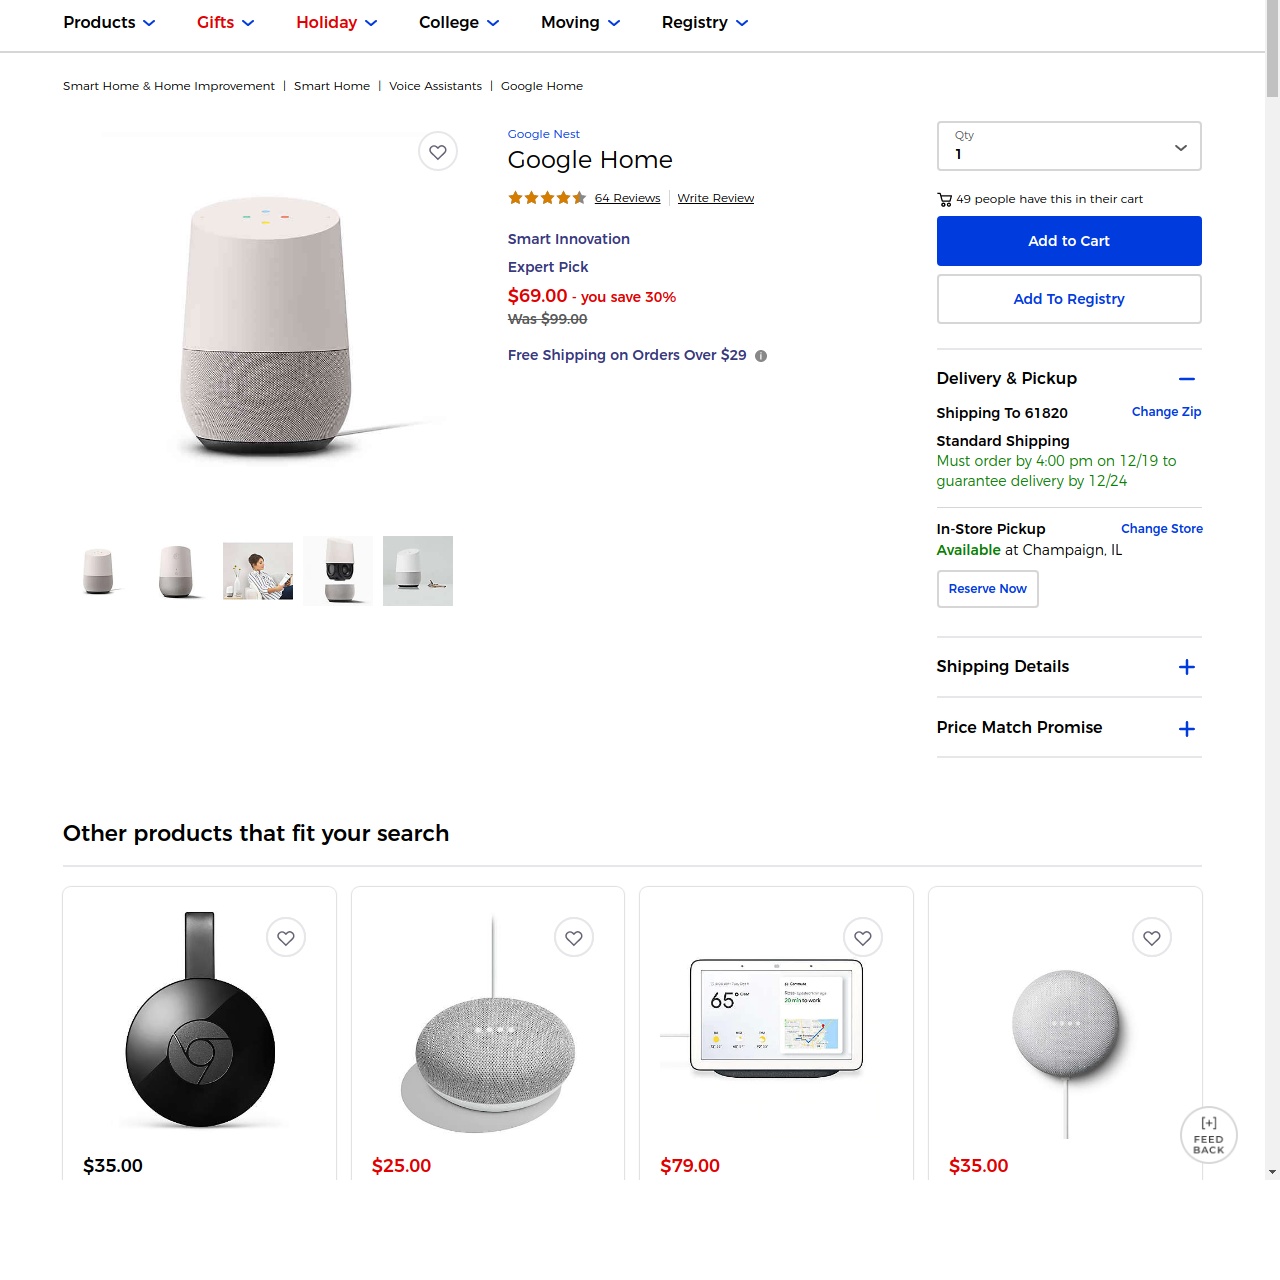 Products
Gifts
Holiday
College
Moving
Registry
Smart Home & Home Improvement | Smart Home | Voice Assistants | Google Home
Google Nest
Google Home
64 Reviews | Write Review
Smart Innovation
Expert Pick
$69.00 - you save 30%
Was $99.00
Free Shipping on Orders Over $29
Qty
1
49 people have this in their cart
Add to Cart
Add To Registry
Delivery & Pickup
Shipping To 61820
Change Zip
Standard Shipping
Must order by 4:00 pm on 12/19 to
guarantee delivery by 12/24
In-Store Pickup
Change Store
Available at Champaign, IL
Reserve Now
Shipping Details
Price Match Promise
Other products that fit your search
65°
20 min to work
$35.00
$25.00
$79.00
$35.00
[+]
FEED
BACK